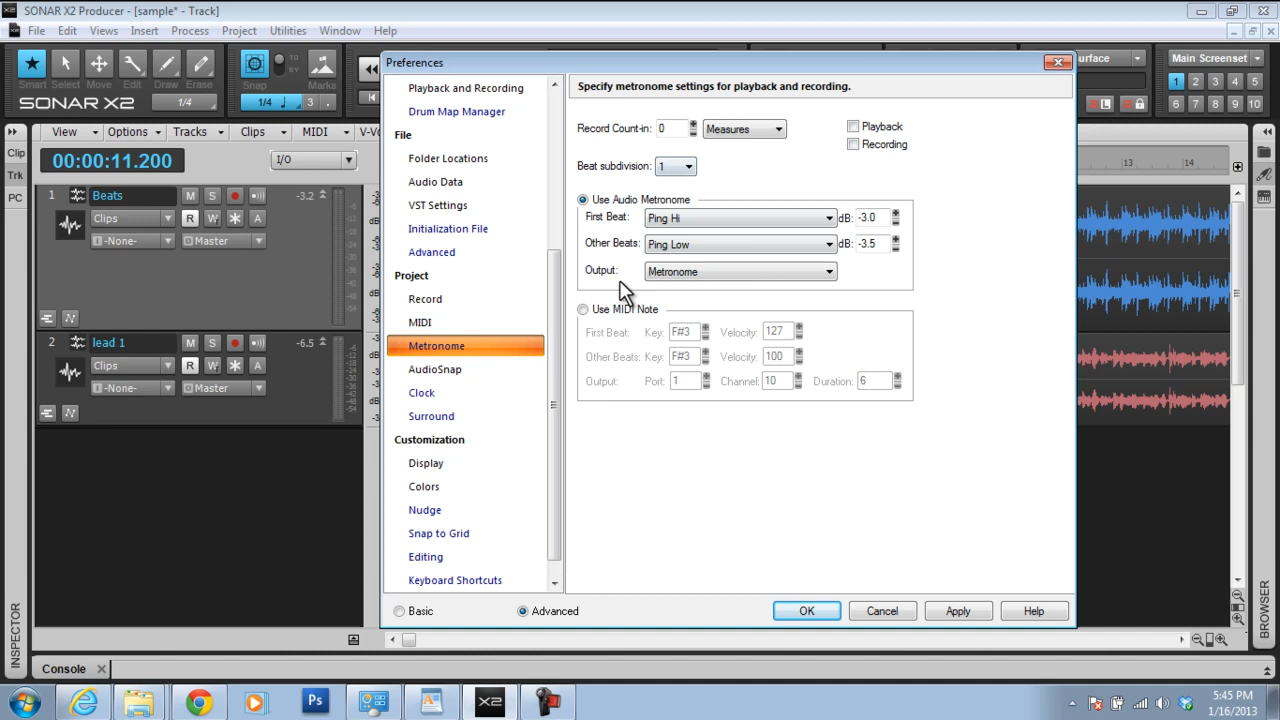 SONAR X2 Producer - [sample* - Track]
File Edit Views Insert Process Project Utilities Window Help
Smart Select Move Edit Draw Erase
SONAR X2
1/4
Snap
TO
BY
Marks
1/4 3 .
Main Screenset
1 2 3 4 5
6 7 8 9 10
Clip
Trk
PC
View Options Tracks Clips MIDI
00:00:11.200
I/O
13 14
1 Beats M S -3.2
Clips R W * A
-None- Master
2 lead 1 M S -6.5
Clips R W * A
-None- Master
INSPECTOR
BROWSER
Preferences
Playback and Recording
Drum Map Manager
File
Folder Locations
Audio Data
VST Settings
Initialization File
Advanced
Project
Record
MIDI
Metronome
AudioSnap
Clock
Surround
Customization
Display
Colors
Nudge
Snap to Grid
Editing
Keyboard Shortcuts
Basic Advanced
Specify metronome settings for playback and recording.
Record Count-in: 0 Measures
Playback
Recording
Beat subdivision: 1
Use Audio Metronome
First Beat: Ping Hi dB: -3.0
Other Beats: Ping Low dB: -3.5
Output: Metronome
Use MIDI Note
First Beat: Key: F#3 Velocity: 127
Other Beats: Key: F#3 Velocity: 100
Output: Port: 1 Channel: 10 Duration: 6
OK Cancel Apply Help
Console
Ps
X2
5:45 PM
1/16/2013